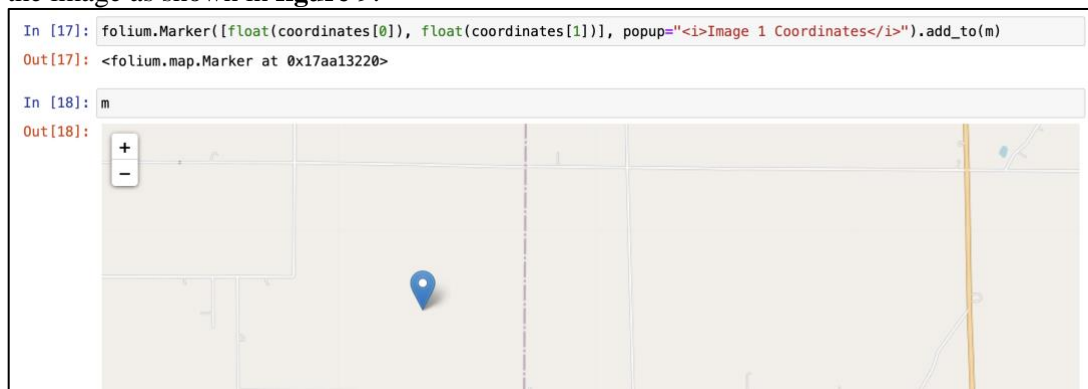 the image as shown in figure 9.
In [17]: folium.Marker([float(coordinates[0]), float(coordinates[1])], popup="<i>Image 1 Coordinates</i>").add_to(m)
Out[17]: <folium.map.Marker at 0x17aa13220>
In [18]: m
Out[18]:
+
−